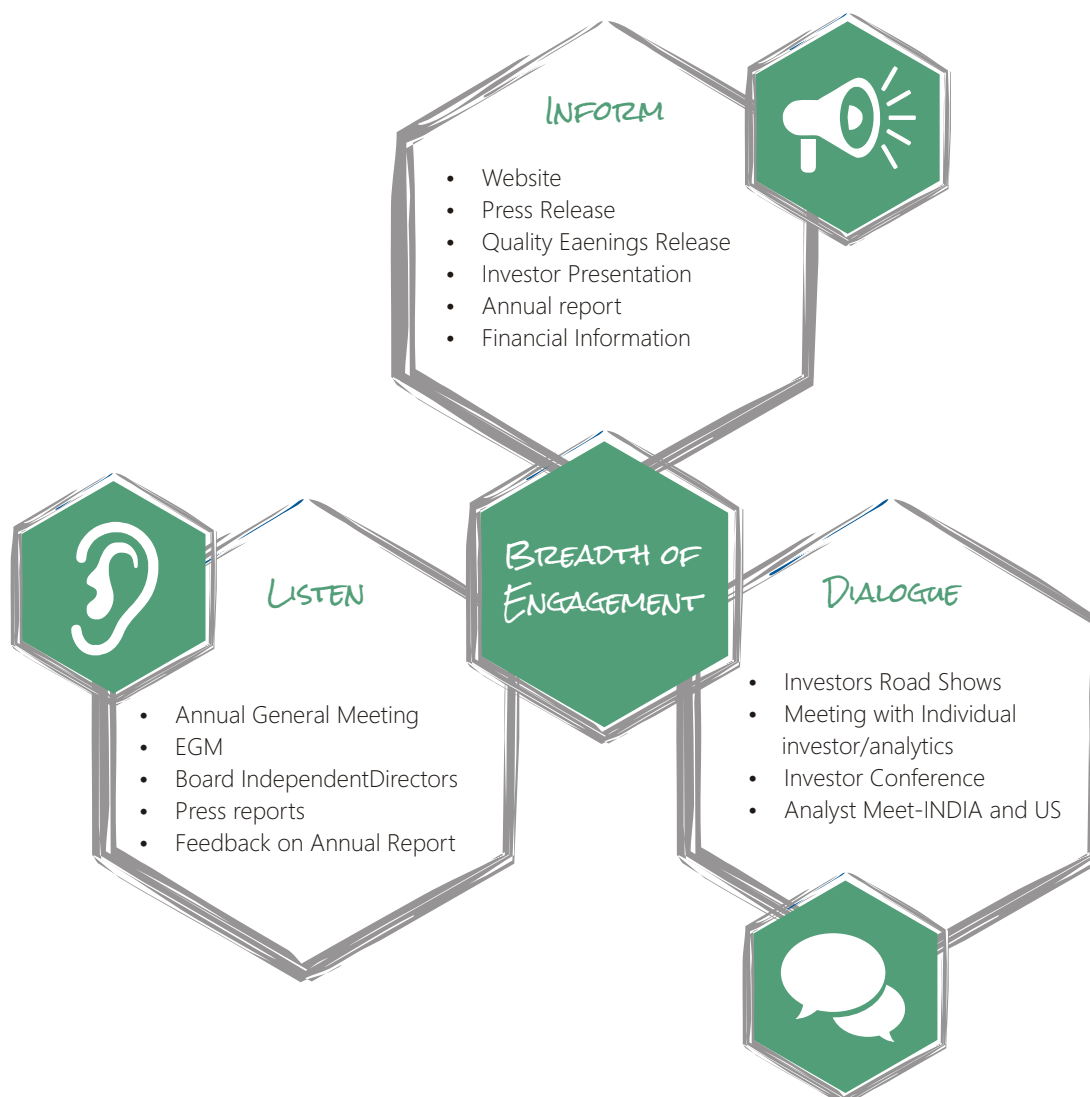 INFORM
• Website
• Press Release
• Quality Eaenings Release
• Investor Presentation
• Annual report
• Financial Information
BREADTH OF
ENGAGEMENT
LISTEN
• Annual General Meeting
• EGM
• Board IndependentDirectors
• Press reports
• Feedback on Annual Report
DIALOGUE
• Investors Road Shows
• Meeting with Individual
investor/analytics
• Investor Conference
• Analyst Meet-INDIA and US